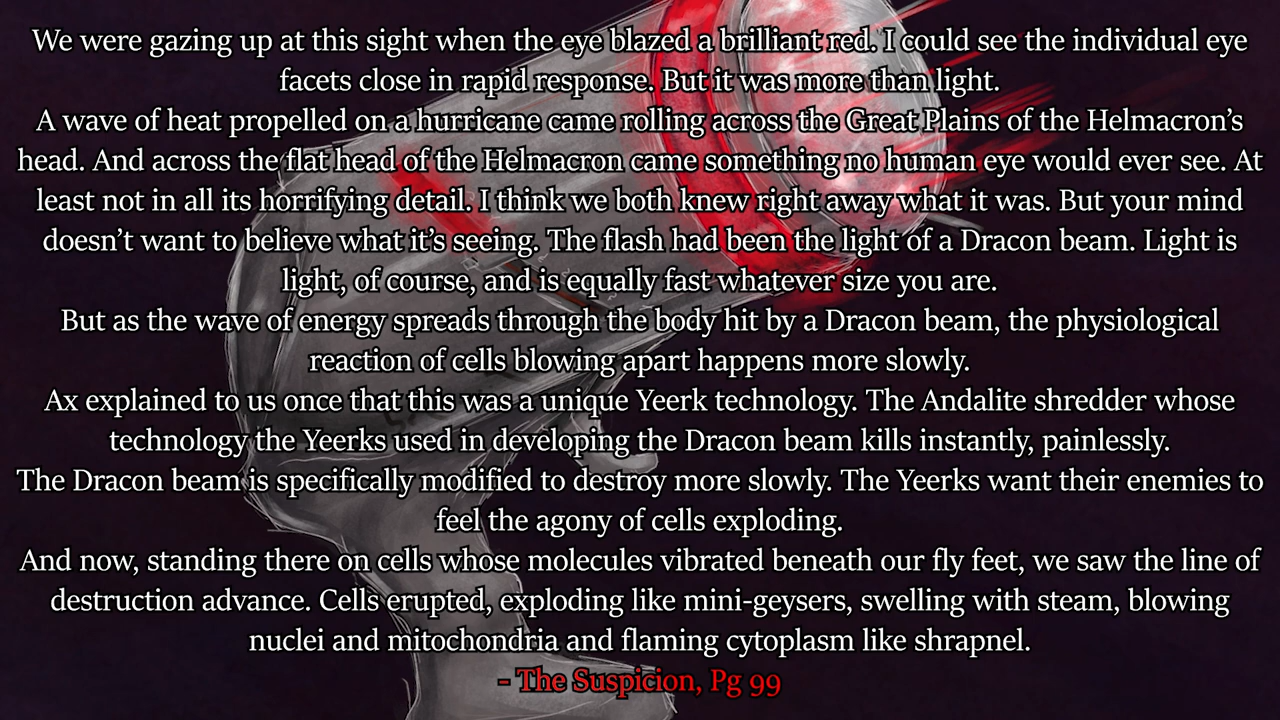 We were gazing up at this sight when the eye blazed a brilliant red. I could see the individual eye
facets close in rapid response. But it was more than light.
A wave of heat propelled on a hurricane came rolling across the Great Plains of the Helmacron’s
head. And across the flat head of the Helmacron came something no human eye would ever see. At
least not in all its horrifying detail. I think we both knew right away what it was. But your mind
doesn’t want to believe what it’s seeing. The flash had been the light of a Dracon beam. Light is
light, of course, and is equally fast whatever size you are.
But as the wave of energy spreads through the body hit by a Dracon beam, the physiological
reaction of cells blowing apart happens more slowly.
Ax explained to us once that this was a unique Yeerk technology. The Andalite shredder whose
technology the Yeerks used in developing the Dracon beam kills instantly, painlessly.
The Dracon beam is specifically modified to destroy more slowly. The Yeerks want their enemies to
feel the agony of cells exploding.
And now, standing there on cells whose molecules vibrated beneath our fly feet, we saw the line of
destruction advance. Cells erupted, exploding like mini-geysers, swelling with steam, blowing
nuclei and mitochondria and flaming cytoplasm like shrapnel.
- The Suspicion, Pg 99